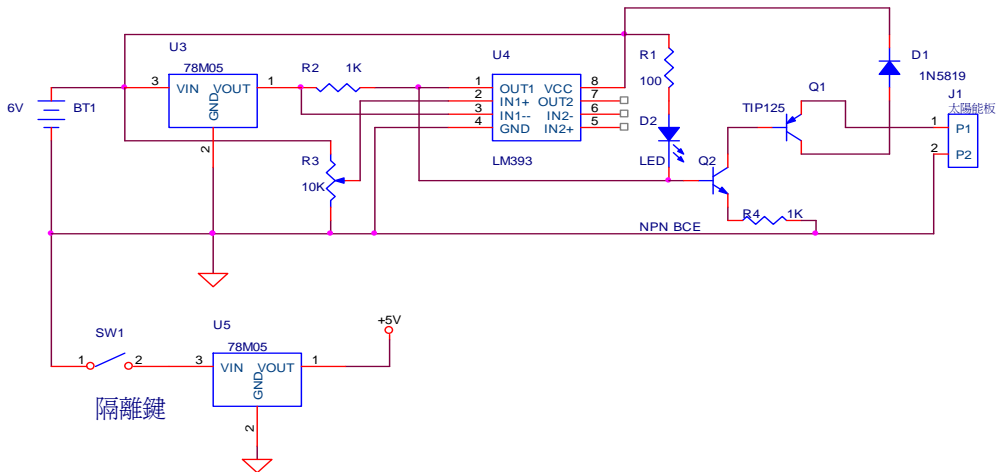 U3
78M05
3
VIN
VOUT
1
GND
2
6V
BT1
R2
1K
U4
1
OUT1
VCC
8
2
IN1+
OUT2
7
3
IN1--
IN2-
6
4
GND
IN2+
5
LM393
R3
10K
R1
100
D2
LED
Q2
NPN BCE
R4
1K
TIP125
Q1
D1
1N5819
J1
太陽能板
1
P1
2
P2
SW1
1
2
隔離鍵
U5
78M05
3
VIN
VOUT
1
GND
2
+5V